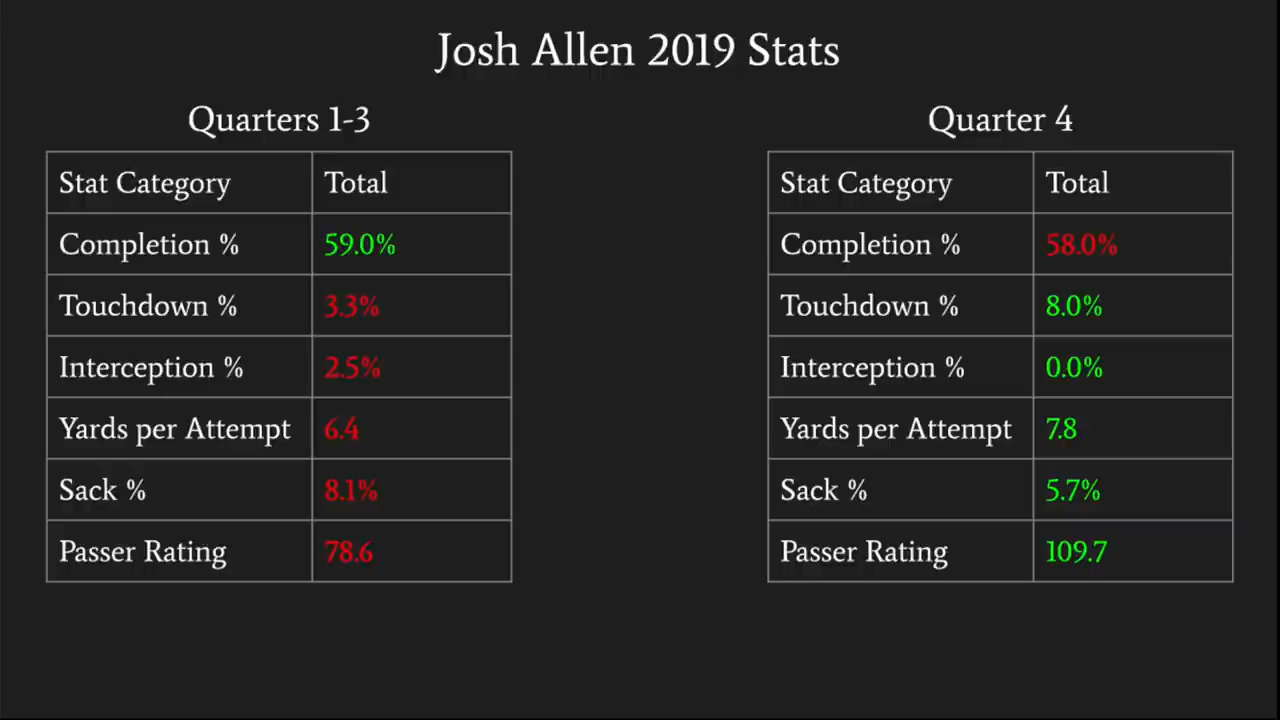 Josh Allen 2019 Stats
Quarters 1-3
Stat Category Total
Completion % 59.0%
Touchdown % 3.3%
Interception % 2.5%
Yards per Attempt 6.4
Sack % 8.1%
Passer Rating 78.6
Quarter 4
Stat Category Total
Completion % 58.0%
Touchdown % 8.0%
Interception % 0.0%
Yards per Attempt 7.8
Sack % 5.7%
Passer Rating 109.7